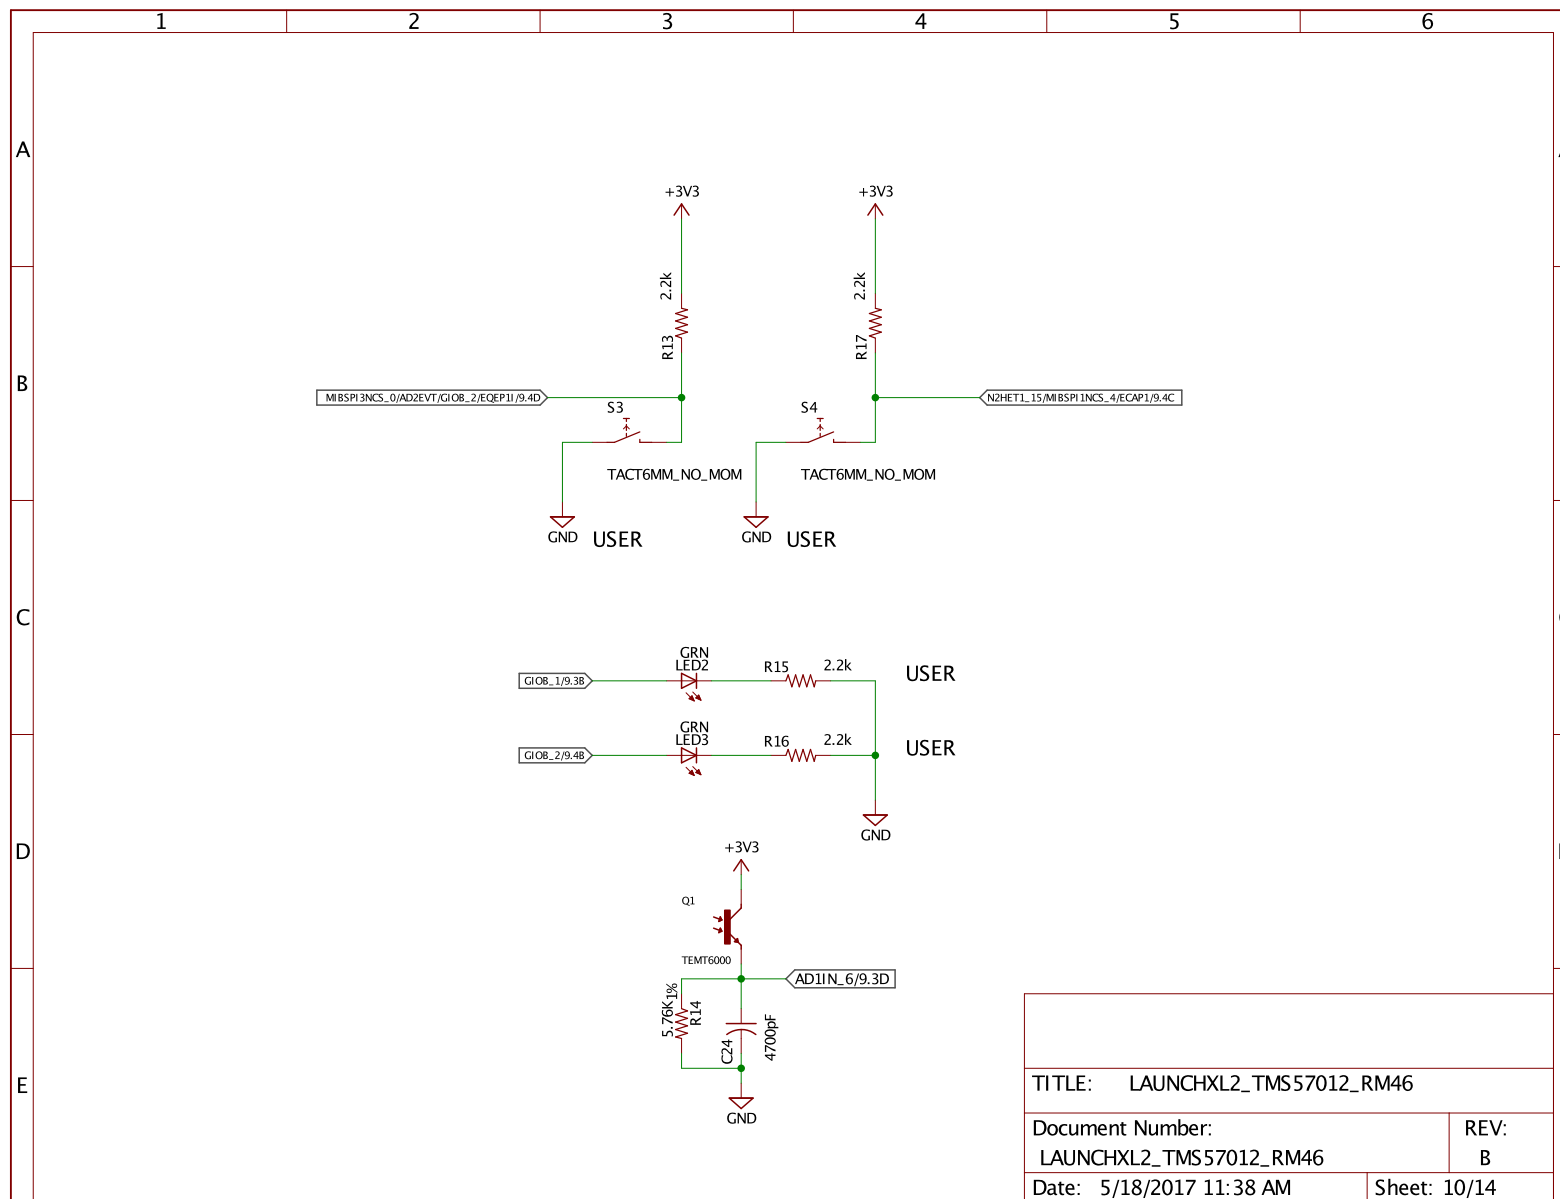 1 2 3 4 5 6
A
+3V3 +3V3
2.2k 2.2k
R13 R17
B
MIBSPI3NCS_0/AD2EVT/GIOB_2/EQEP1I/9.4D
N2HET1_15/MIBSPI1NCS_4/ECAP1/9.4C
S3 S4
TACT6MM_NO_MOM TACT6MM_NO_MOM
GND USER GND USER
C
GRN
LED2 R15 2.2k USER
GIOB_1/9.3B
GRN
LED3 R16 2.2k USER
GIOB_2/9.4B
GND
D
+3V3
Q1
TEMT6000
AD1IN_6/9.3D
5.76K 1%
R14
C24
4700pF
E
GND
TITLE: LAUNCHXL2_TMS57012_RM46
Document Number: REV:
LAUNCHXL2_TMS57012_RM46 B
Date: 5/18/2017 11:38 AM Sheet: 10/14